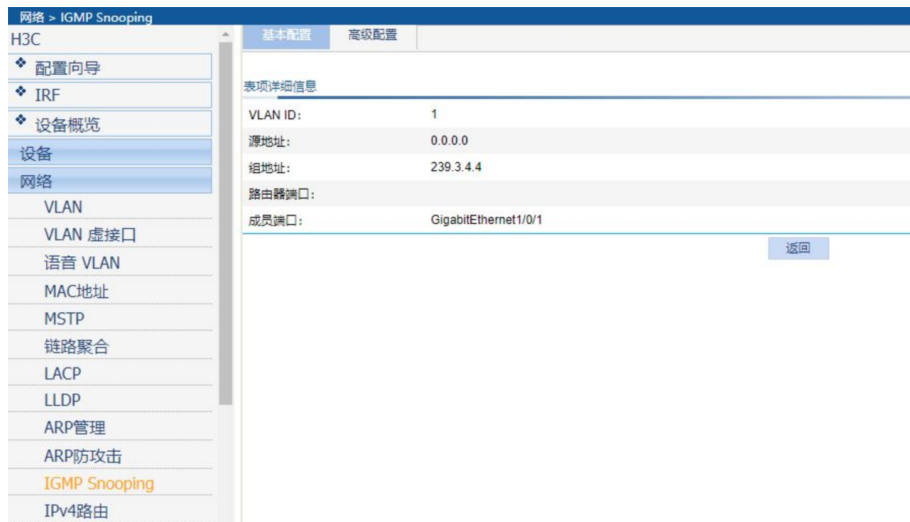 网络 > IGMP Snooping
H3C
配置向导
IRF
设备概览
设备
网络
VLAN
VLAN 虚接口
语音 VLAN
MAC地址
MSTP
链路聚合
LACP
LLDP
ARP管理
ARP防攻击
IGMP Snooping
IPv4路由
基本配置 高级配置
表项详细信息
VLAN ID: 1
源地址: 0.0.0.0
组地址: 239.3.4.4
路由器端口:
成员端口: GigabitEthernet1/0/1
返回